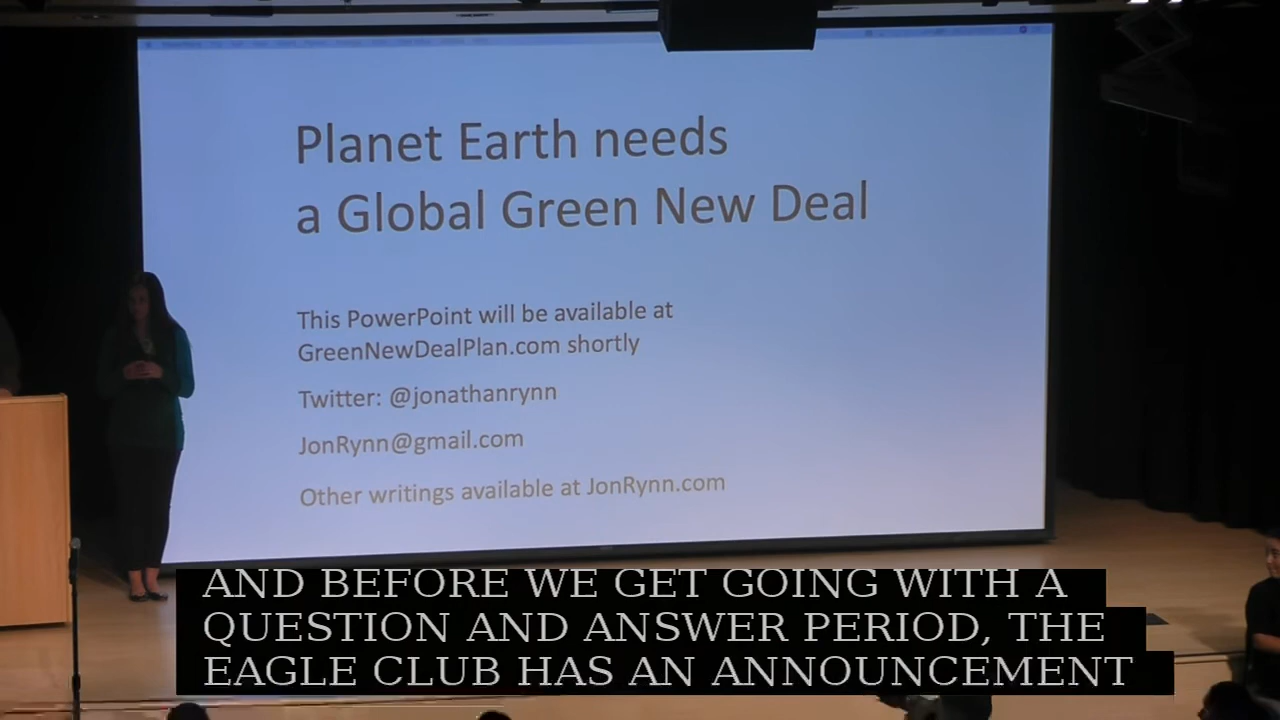 Planet Earth needs
a Global Green New Deal
This PowerPoint will be available at
GreenNewDealPlan.com shortly
Twitter: @jonathanrynn
JonRynn@gmail.com
Other writings available at JonRynn.com
AND BEFORE WE GET GOING WITH A
QUESTION AND ANSWER PERIOD, THE
EAGLE CLUB HAS AN ANNOUNCEMENT